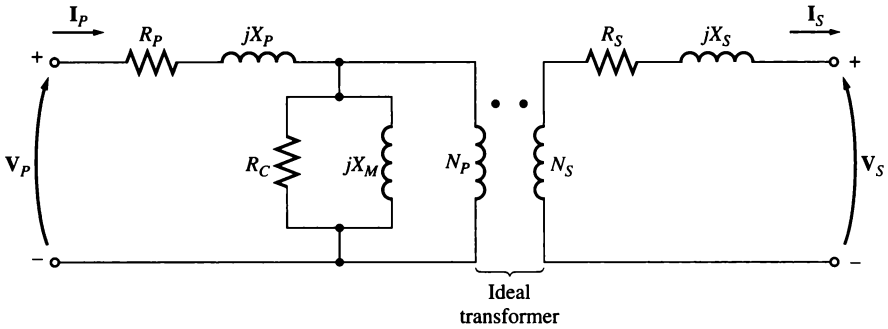 I_P
I_S
R_P
jX_P
R_S
jX_S
+
+
V_P
R_C
jX_M
N_P
N_S
V_S
−
−
Ideal
transformer